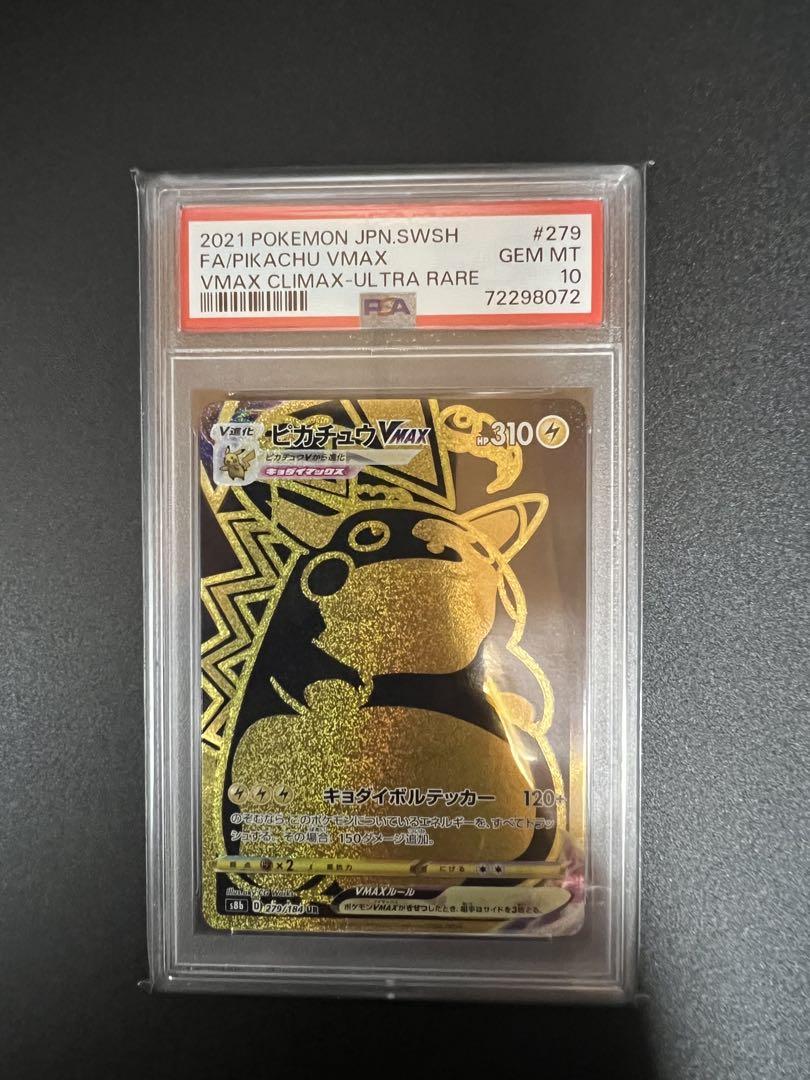 2021 POKEMON JPN.SWSH #279
FA/PIKACHU VMAX GEM MT
VMAX CLIMAX-ULTRA RARE 10
PSA 72298072
V進化 ピカチュウVMAX HP310
ピカチュウVから進化
キョダイマックス
キョダイボルテッカー 120+
のぞむなら、このポケモンについているエネルギーを、すべてトラッ
シュする。その場合、150ダメージ追加。
弱点 ×2 抵抗力 にげる
VMAXルール
s8b D 279/184 UR ポケモンVMAXがきぜつしたとき、相手はサイドを3枚とる。